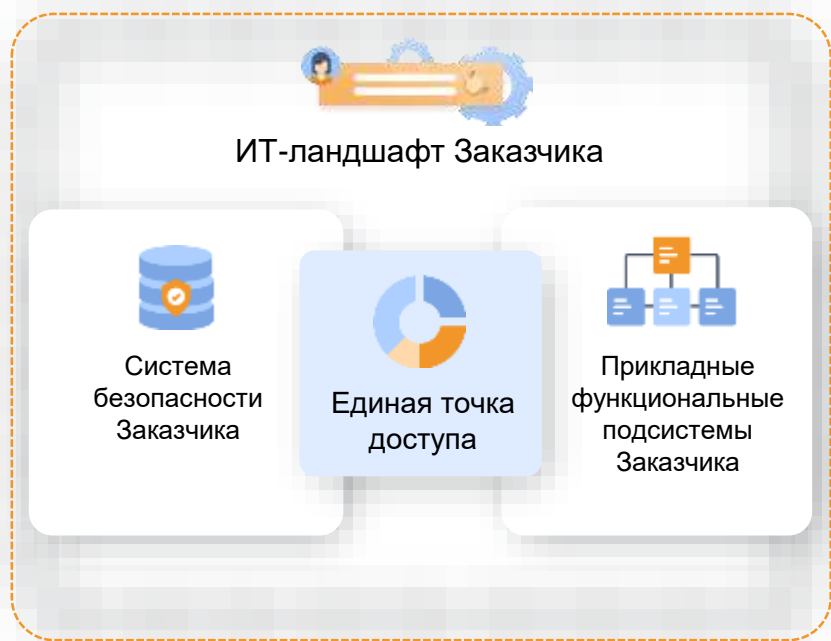 ИТ-ландшафт Заказчика
Система
безопасности
Заказчика
Единая точка
доступа
Прикладные
функциональные
подсистемы
Заказчика